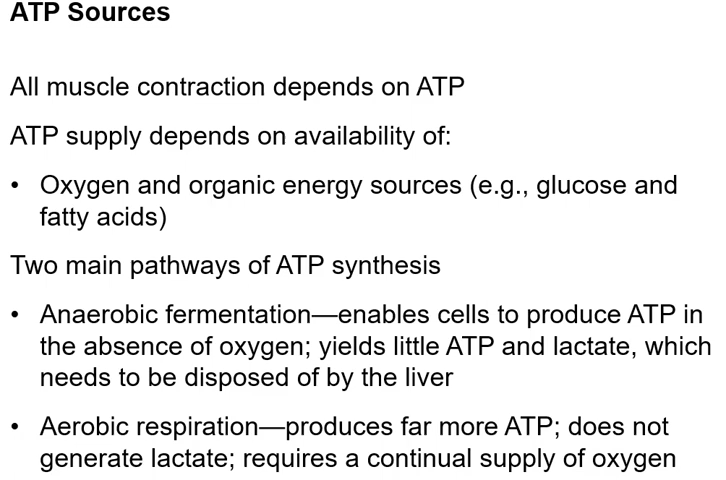 ATP Sources
All muscle contraction depends on ATP
ATP supply depends on availability of:
• Oxygen and organic energy sources (e.g., glucose and
fatty acids)
Two main pathways of ATP synthesis
• Anaerobic fermentation—enables cells to produce ATP in
the absence of oxygen; yields little ATP and lactate, which
needs to be disposed of by the liver
• Aerobic respiration—produces far more ATP; does not
generate lactate; requires a continual supply of oxygen